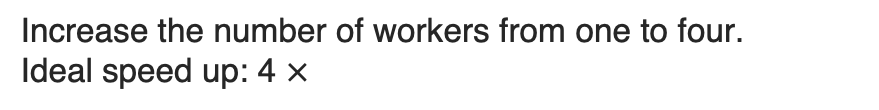 Increase the number of workers from one to four.
Ideal speed up: 4 ×